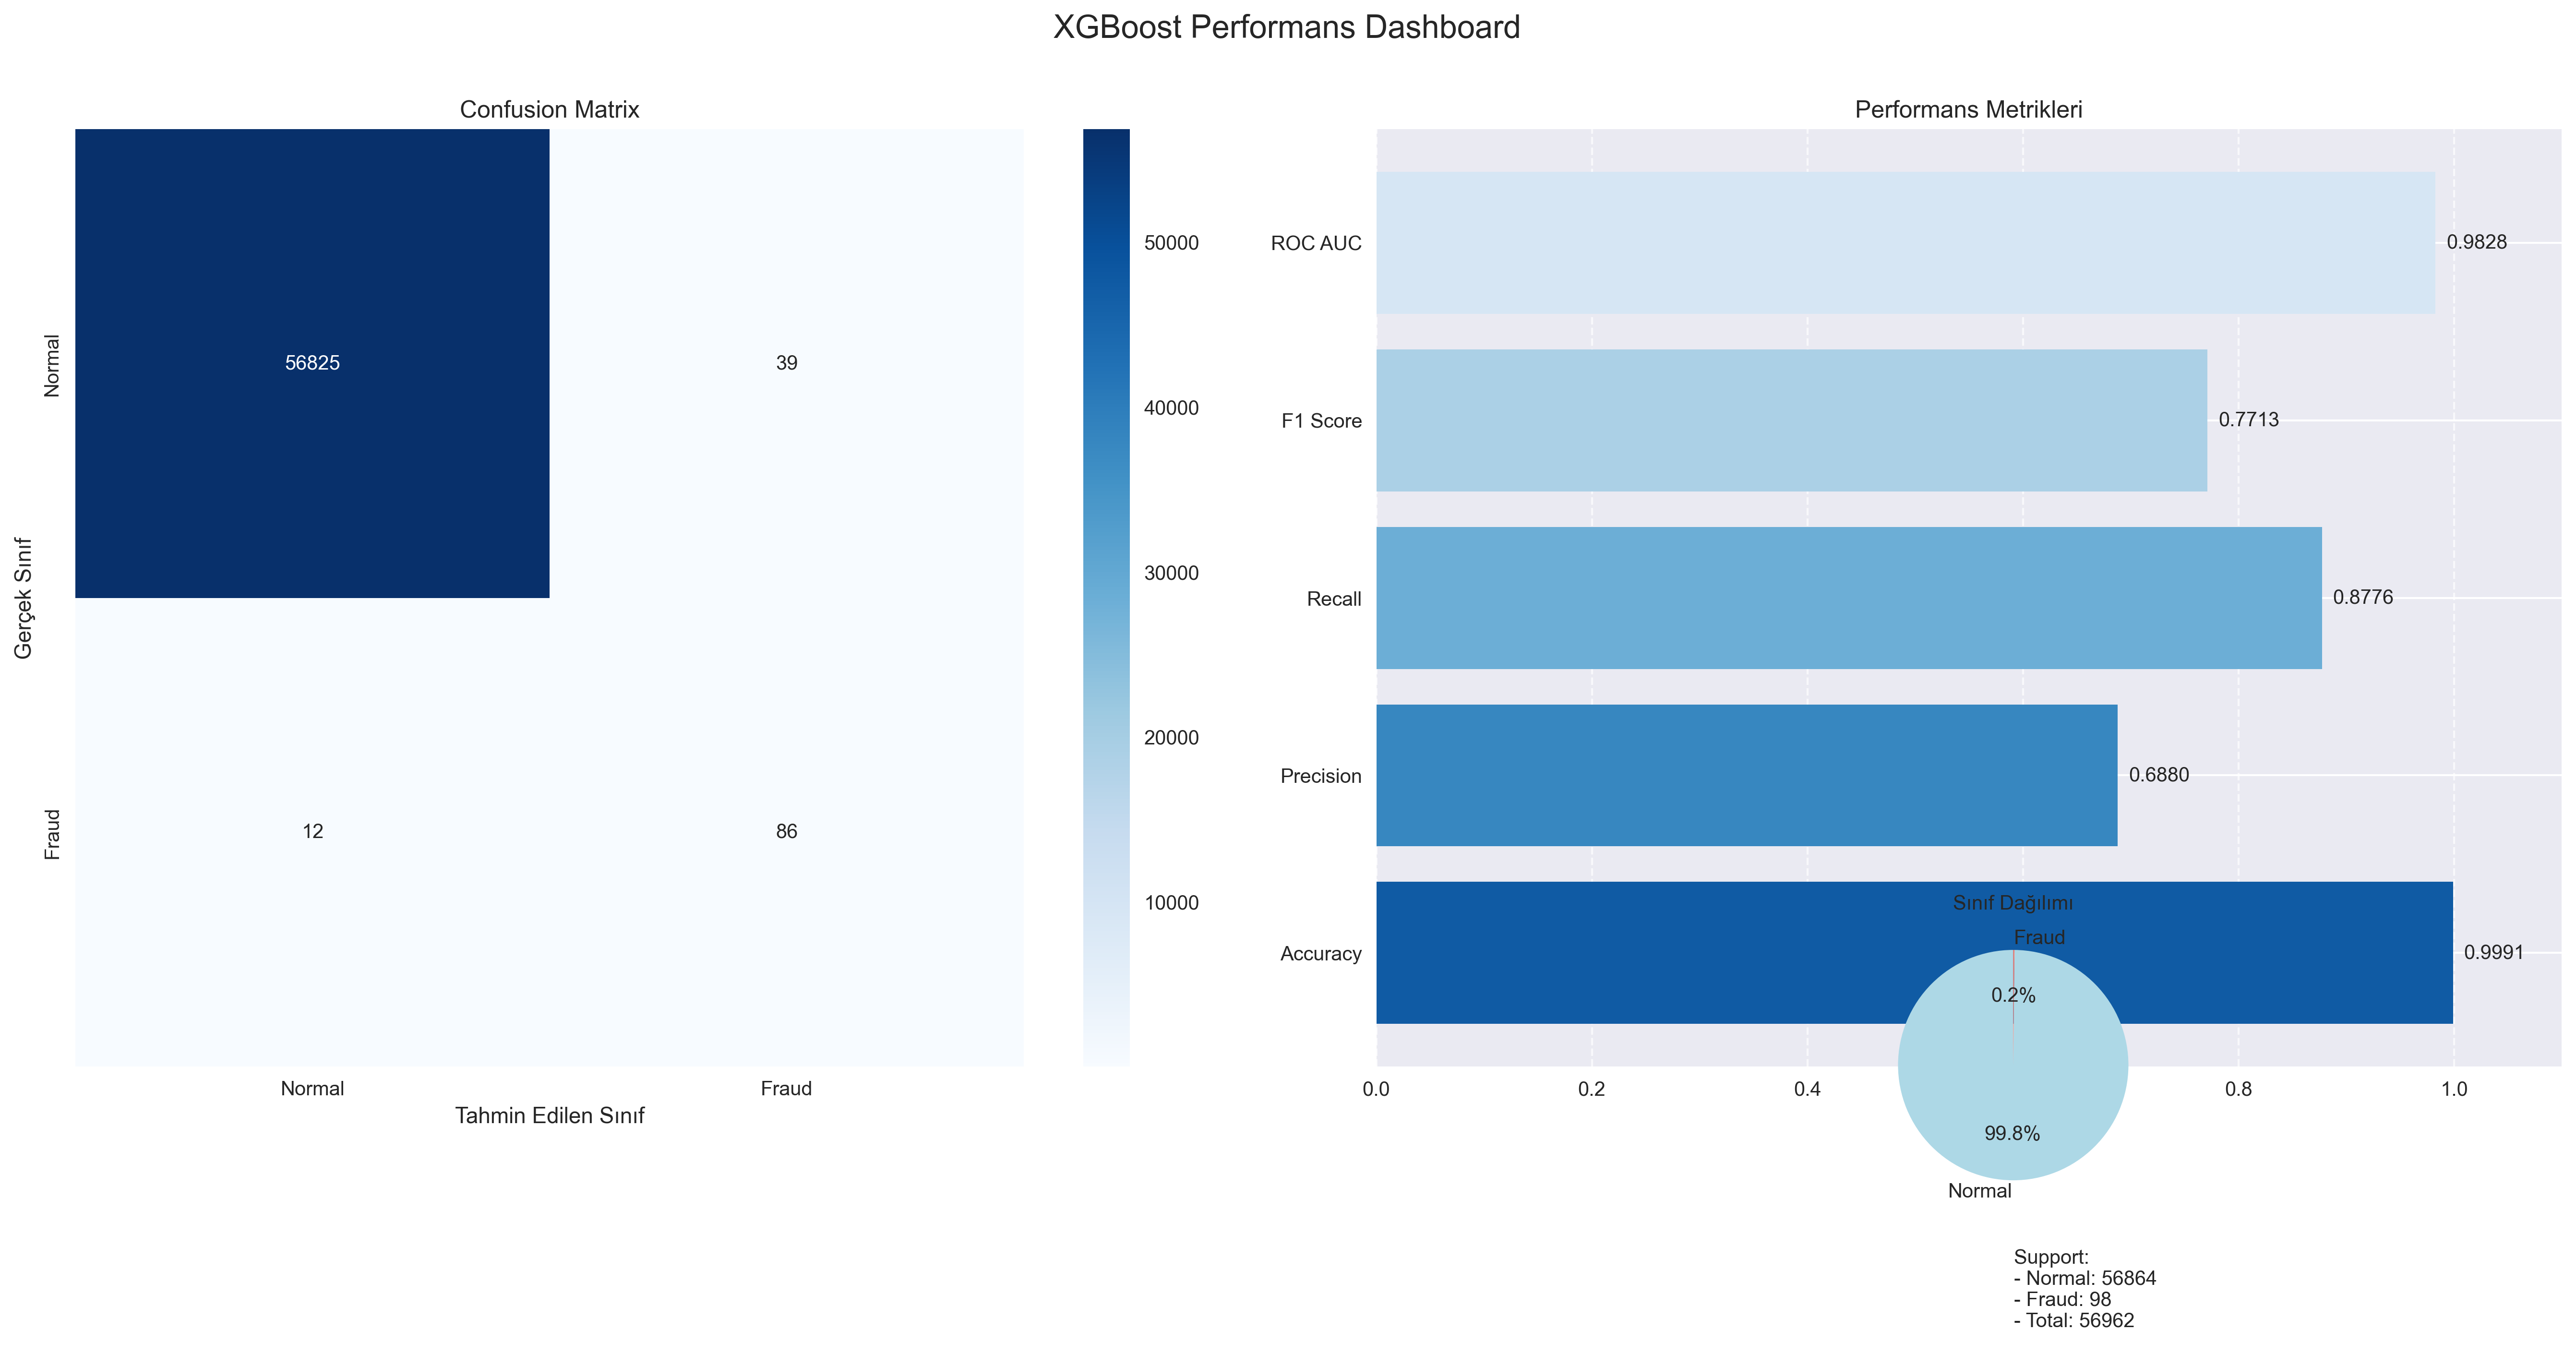 XGBoost Performans Dashboard
Confusion Matrix
Gerçek Sınıf
Normal
Fraud
56825
39
12
86
Normal
Fraud
Tahmin Edilen Sınıf
50000
40000
30000
20000
10000
Performans Metrikleri
ROC AUC
0.9828
F1 Score
0.7713
Recall
0.8776
Precision
0.6880
Accuracy
0.9991
0.0
0.2
0.4
0.8
1.0
Sınıf Dağılımı
Fraud
0.2%
99.8%
Normal
Support:
- Normal: 56864
- Fraud: 98
- Total: 56962